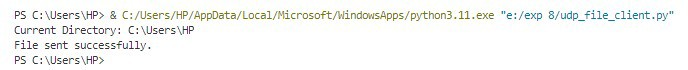 PS C:\Users\HP> & C:/Users/HP/AppData/Local/Microsoft/WindowsApps/python3.11.exe "e:/exp 8/udp_file_client.py"
Current Directory: C:\Users\HP
File sent successfully.
PS C:\Users\HP>